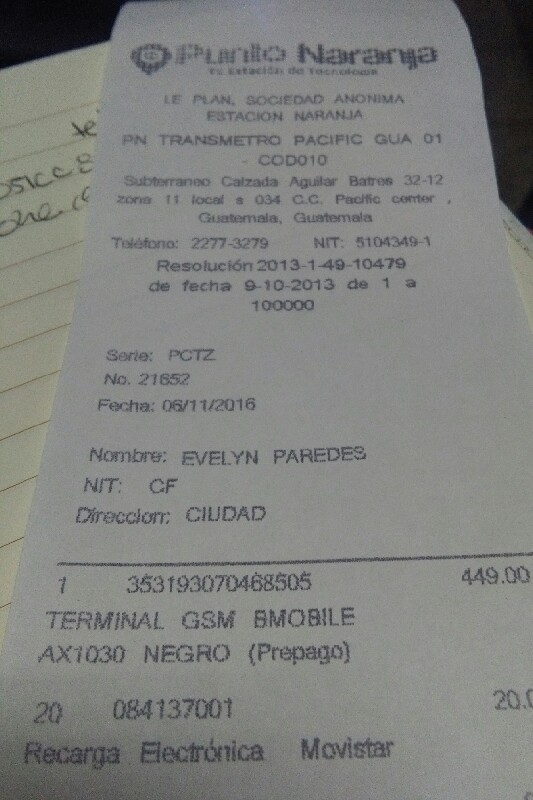 Punto Naranja
Tu Estación de Tecnología
I.E PLAN, SOCIEDAD ANONIMA
ESTACION NARANJA
PN TRANSMETRO PACIFIC GUA 01
- COD010
Subterraneo Calzada Aguilar Batres 32-12
zona 11 local s 034 C.C. Pacific center ,
Guatemala, Guatemala
Teléfono: 2277-3279 NIT: 5104349-1
Resolución 2013-1-49-10479
de fecha 9-10-2013 de 1 a
100000
Serie: PCTZ
No. 21652
Fecha: 06/11/2016
Nombre: EVELYN PAREDES
NIT: CF
Direccion: CIUDAD
1 353193070468505 449.00
TERMINAL GSM BMOBILE
AX1030 NEGRO (Prepago)
20 084137001 20.0
Recarga Electrónica Movistar